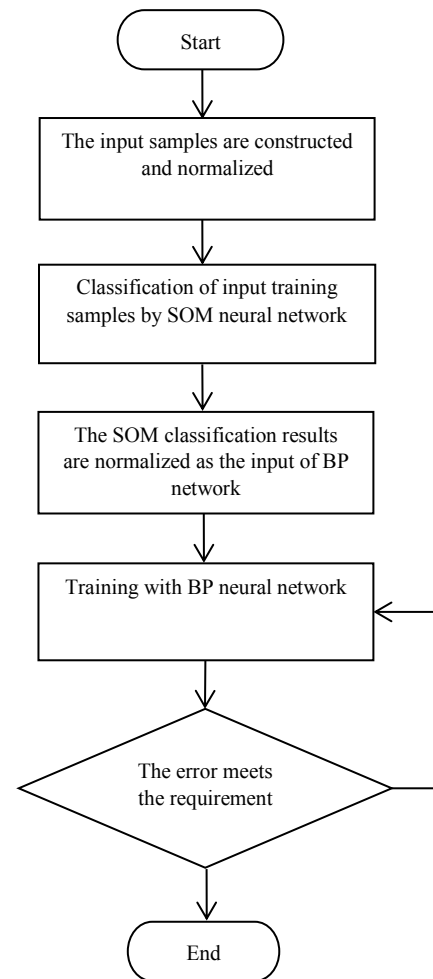 Start
The input samples are constructed
and normalized
Classification of input training
samples by SOM neural network
The SOM classification results
are normalized as the input of BP
network
Training with BP neural network
The error meets
the requirement
End